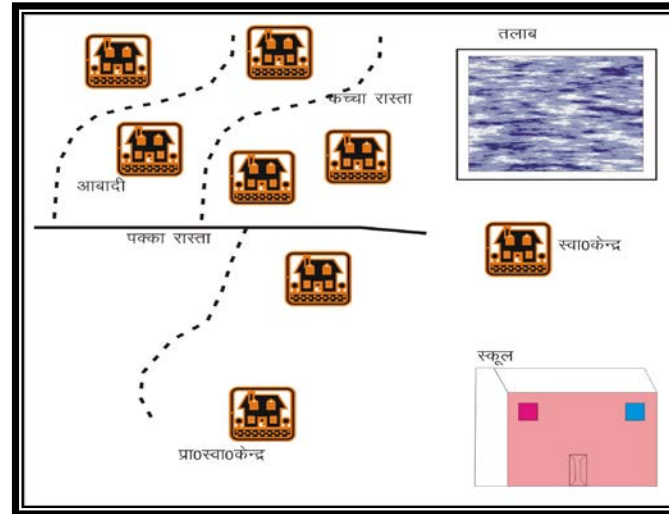 तलाब
कच्चा रास्ता
आबादी
पक्का रास्ता
स्वा0केन्द्र
स्कूल
प्रा0स्वा0केन्द्र